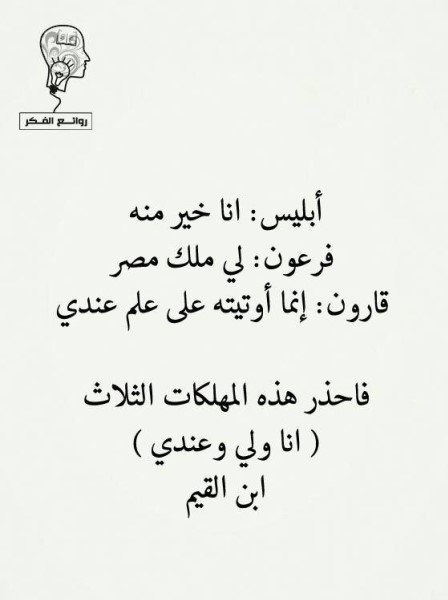 روائع الفكر
أبليس: انا خير منه
فرعون: لي ملك مصر
قارون: إنما أوتيته على علم عندي
فاحذر هذه المهلكات الثلاث
( انا ولي وعندي )
ابن القيم